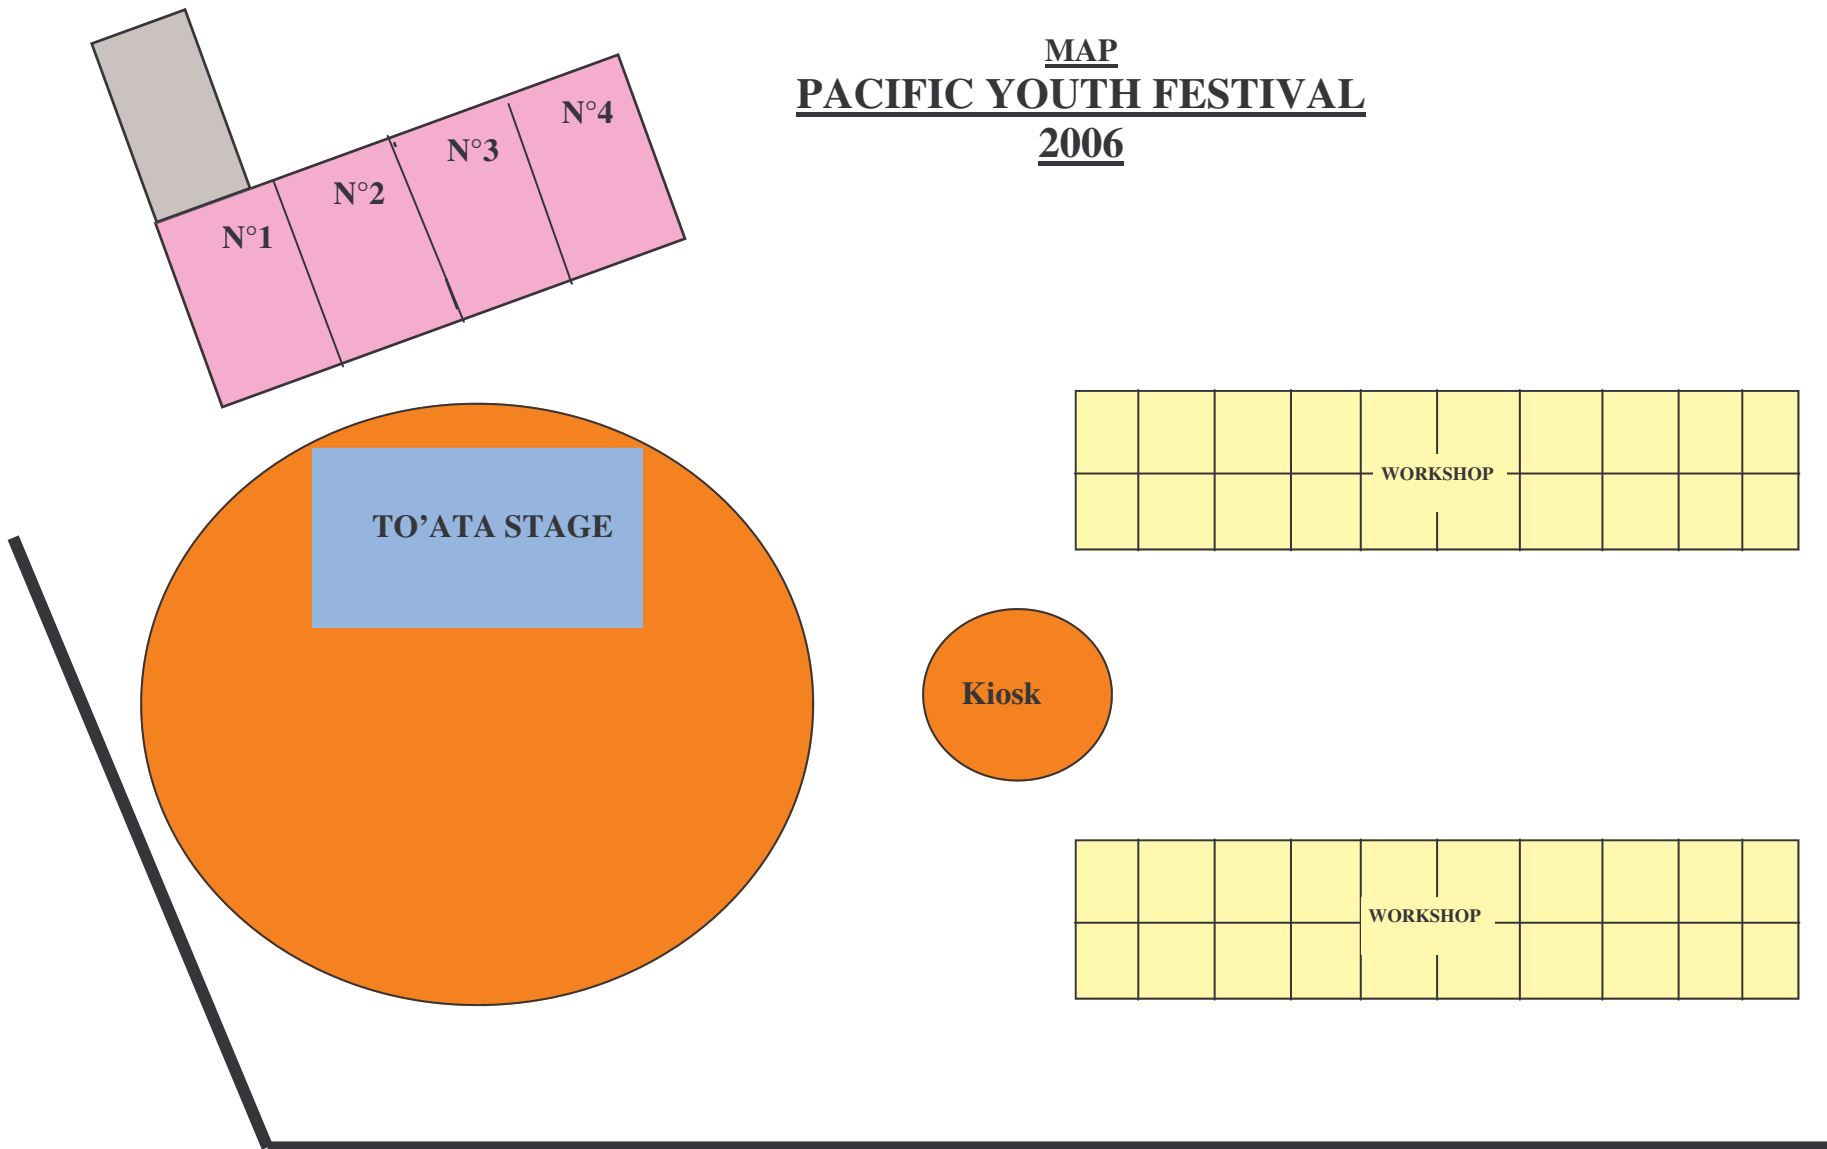 MAP
PACIFIC YOUTH FESTIVAL
2006
N°4
N°3
N°2
N°1
TO’ATA STAGE
WORKSHOP
Kiosk
WORKSHOP